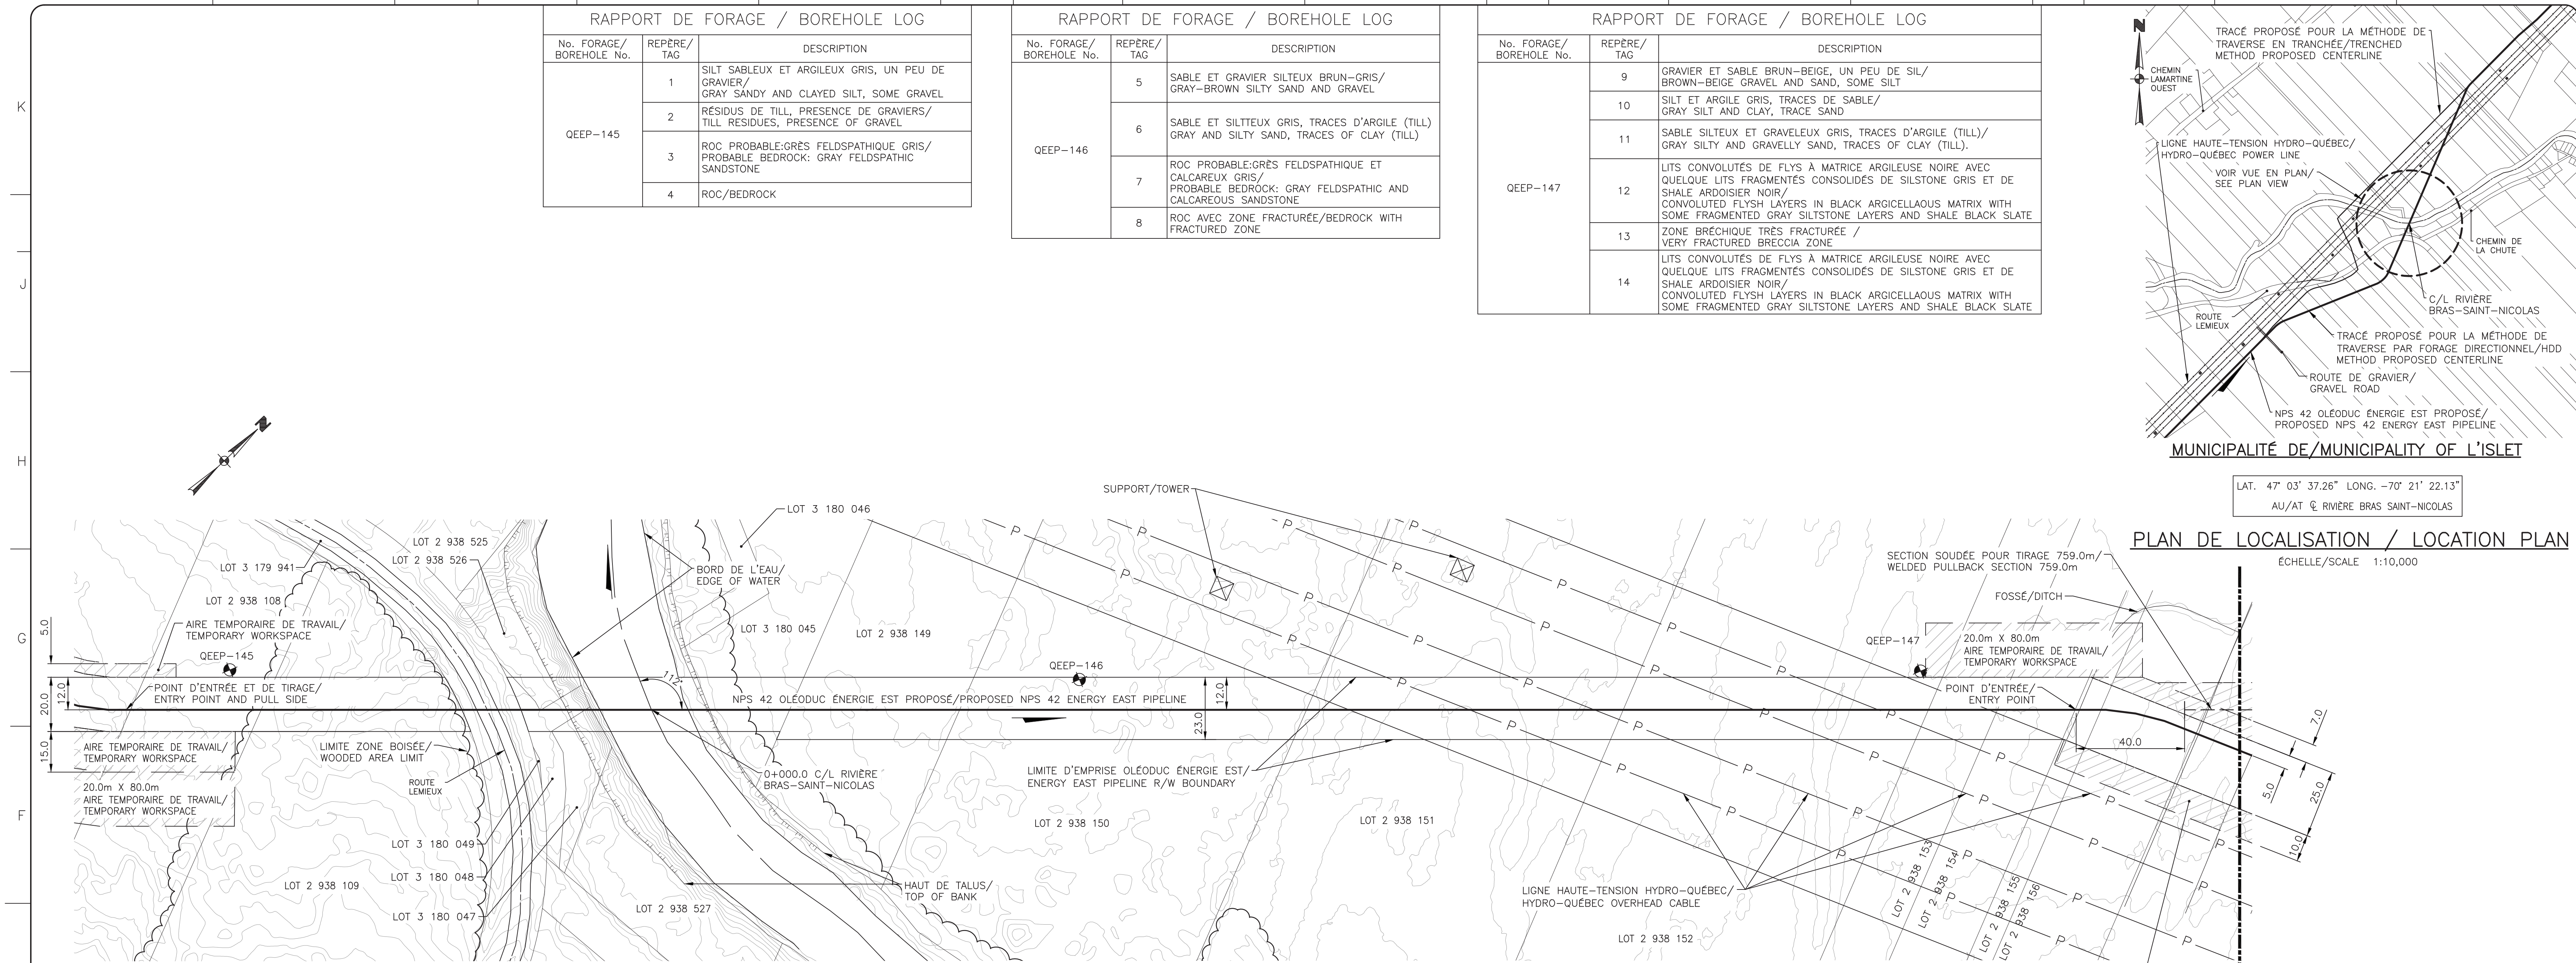 RAPPORT DE FORAGE / BOREHOLE LOG
No. FORAGE/
BOREHOLE No.
REPÈRE/
TAG
DESCRIPTION
QEEP-145
1
SILT SABLEUX ET ARGILEUX GRIS, UN PEU DE
GRAVIER/
GRAY SANDY AND CLAYED SILT, SOME GRAVEL
2
RÉSIDUS DE TILL, PRESENCE DE GRAVIERS/
TILL RESIDUES, PRESENCE OF GRAVEL
3
ROC PROBABLE:GRÈS FELDSPATHIQUE GRIS/
PROBABLE BEDROCK: GRAY FELDSPATHIC
SANDSTONE
4
ROC/BEDROCK
RAPPORT DE FORAGE / BOREHOLE LOG
No. FORAGE/
BOREHOLE No.
REPÈRE/
TAG
DESCRIPTION
QEEP-146
5
SABLE ET GRAVIER SILTEUX BRUN-GRIS/
GRAY-BROWN SILTY SAND AND GRAVEL
6
SABLE ET SILTTEUX GRIS, TRACES D'ARGILE (TILL)
GRAY AND SILTY SAND, TRACES OF CLAY (TILL)
7
ROC PROBABLE:GRÈS FELDSPATHIQUE ET
CALCAREUX GRIS/
PROBABLE BEDROCK: GRAY FELDSPATHIC AND
CALCAREOUS SANDSTONE
8
ROC AVEC ZONE FRACTURÉE/BEDROCK WITH
FRACTURED ZONE
RAPPORT DE FORAGE / BOREHOLE LOG
No. FORAGE/
BOREHOLE No.
REPÈRE/
TAG
DESCRIPTION
QEEP-147
9
GRAVIER ET SABLE BRUN-BEIGE, UN PEU DE SIL/
BROWN-BEIGE GRAVEL AND SAND, SOME SILT
10
SILT ET ARGILE GRIS, TRACES DE SABLE/
GRAY SILT AND CLAY, TRACE SAND
11
SABLE SILTEUX ET GRAVELEUX GRIS, TRACES D'ARGILE (TILL)/
GRAY SILTY AND GRAVELLY SAND, TRACES OF CLAY (TILL).
12
LITS CONVOLUTÉS DE FLYS À MATRICE ARGILEUSE NOIRE AVEC
QUELQUE LITS FRAGMENTÉS CONSOLIDÉS DE SILSTONE GRIS ET DE
SHALE ARDOISIER NOIR/
CONVOLUTED FLYSH LAYERS IN BLACK ARGICELLAOUS MATRIX WITH
SOME FRAGMENTED GRAY SILTSTONE LAYERS AND SHALE BLACK SLATE
13
ZONE BRÉCHIQUE TRÈS FRACTURÉE /
VERY FRACTURED BRECCIA ZONE
14
LITS CONVOLUTÉS DE FLYS À MATRICE ARGILEUSE NOIRE AVEC
QUELQUE LITS FRAGMENTÉS CONSOLIDÉS DE SILSTONE GRIS ET DE
SHALE ARDOISIER NOIR/
CONVOLUTED FLYSH LAYERS IN BLACK ARGICELLAOUS MATRIX WITH
SOME FRAGMENTED GRAY SILTSTONE LAYERS AND SHALE BLACK SLATE
N
TRACÉ PROPOSÉ POUR LA MÉTHODE DE
TRAVERSE EN TRANCHÉE/TRENCHED
METHOD PROPOSED CENTERLINE
CHEMIN
LAMARTINE
OUEST
LIGNE HAUTE-TENSION HYDRO-QUÉBEC/
HYDRO-QUÉBEC POWER LINE
VOIR VUE EN PLAN/
SEE PLAN VIEW
CHEMIN DE
LA CHUTE
C/L RIVIÈRE
BRAS-SAINT-NICOLAS
ROUTE
LEMIEUX
TRACÉ PROPOSÉ POUR LA MÉTHODE DE
TRAVERSE PAR FORAGE DIRECTIONNEL/HDD
METHOD PROPOSED CENTERLINE
ROUTE DE GRAVIER/
GRAVEL ROAD
NPS 42 OLÉODUC ÉNERGIE EST PROPOSÉ/
PROPOSED NPS 42 ENERGY EAST PIPELINE
MUNICIPALITÉ DE/MUNICIPALITY OF L'ISLET
LAT. 47° 03' 37.26" LONG. -70° 21' 22.13"
AU/AT ℄ RIVIÈRE BRAS SAINT-NICOLAS
PLAN DE LOCALISATION / LOCATION PLAN
ÉCHELLE/SCALE 1:10,000
K
J
H
G
F
N
SUPPORT/TOWER
LOT 3 180 046
LOT 2 938 525
LOT 2 938 526
LOT 3 179 941
LOT 2 938 108
BORD DE L'EAU/
EDGE OF WATER
AIRE TEMPORAIRE DE TRAVAIL/
TEMPORARY WORKSPACE
QEEP-145
POINT D'ENTRÉE ET DE TIRAGE/
ENTRY POINT AND PULL SIDE
5.0
20.0
12.0
15.0
AIRE TEMPORAIRE DE TRAVAIL/
TEMPORARY WORKSPACE
20.0m X 80.0m
AIRE TEMPORAIRE DE TRAVAIL/
TEMPORARY WORKSPACE
LIMITE ZONE BOISÉE/
WOODED AREA LIMIT
ROUTE
LEMIEUX
LOT 3 180 049
LOT 3 180 048
LOT 3 180 047
LOT 2 938 109
LOT 2 938 527
LOT 3 180 045
LOT 2 938 149
112°
NPS 42 OLÉODUC ÉNERGIE EST PROPOSÉ/PROPOSED NPS 42 ENERGY EAST PIPELINE
QEEP-146
0+000.0 C/L RIVIÈRE
BRAS-SAINT-NICOLAS
HAUT DE TALUS/
TOP OF BANK
23.0
12.0
LIMITE D'EMPRISE OLÉODUC ÉNERGIE EST/
ENERGY EAST PIPELINE R/W BOUNDARY
LOT 2 938 150
LOT 2 938 151
LOT 2 938 152
LIGNE HAUTE-TENSION HYDRO-QUÉBEC/
HYDRO-QUÉBEC OVERHEAD CABLE
LOT 2 938 153
LOT 2 938 154
LOT 2 938 155
LOT 2 938 156
SECTION SOUDÉE POUR TIRAGE 759.0m/
WELDED PULLBACK SECTION 759.0m
FOSSÉ/DITCH
QEEP-147
20.0m X 80.0m
AIRE TEMPORAIRE DE TRAVAIL/
TEMPORARY WORKSPACE
POINT D'ENTRÉE/
ENTRY POINT
40.0
7.0
5.0
25.0
10.0